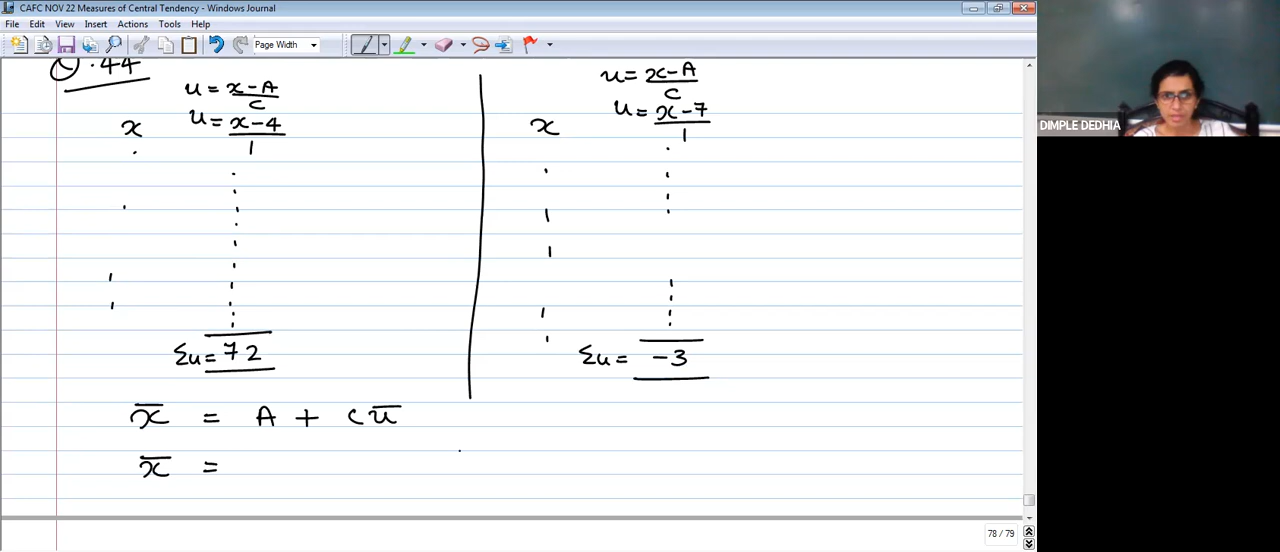 CAFC NOV 22 Measures of Central Tendency - Windows Journal
File Edit View Insert Actions Tools Help
Page Width
Q.44
u = x-A/c
u = x-4/1
x
Σu = 72
u = x-A/c
u = x-7/1
x
Σu = -3
x̄ = A + c ū
x̄ =
78 / 79
DIMPLE DEDHIA